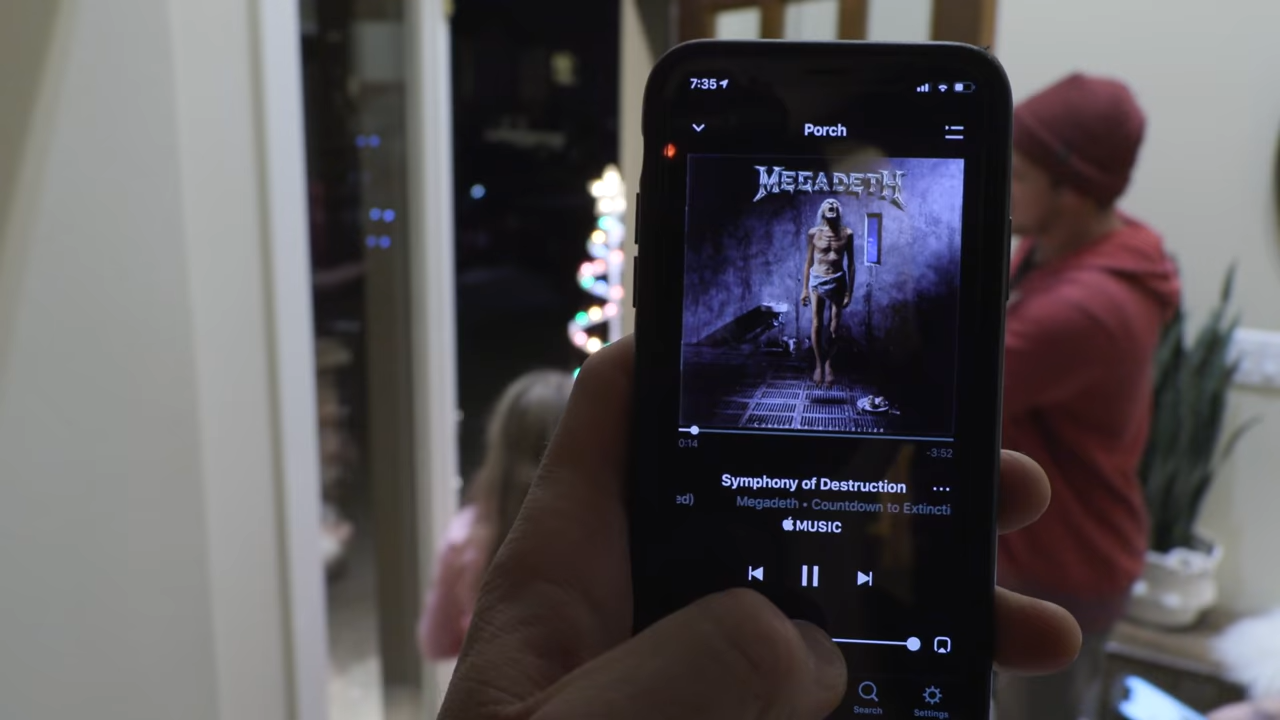 7:35
Porch
MEGADETH
0:14
-3:52
Symphony of Destruction
ed) Megadeth • Countdown to Extincti
MUSIC
Search
Settings